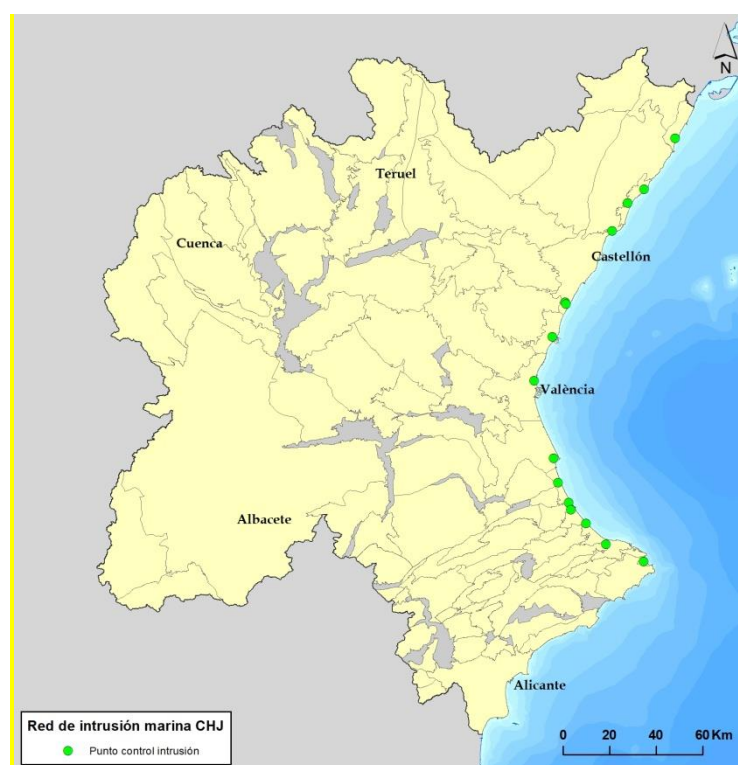 N
Teruel
Cuenca
Castellón
València
Albacete
Alicante
Red de intrusión marina CHJ
Punto control intrusión
0 20 40 60 Km